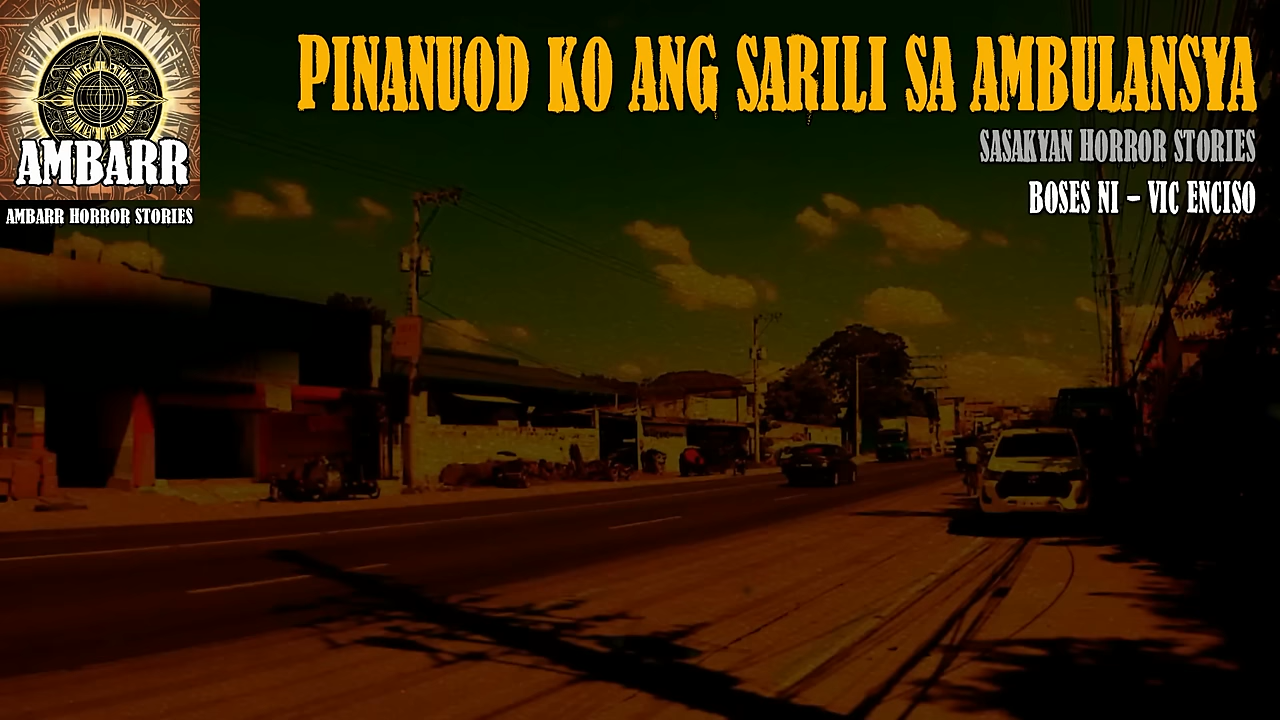 AMBARR
AMBARR HORROR STORIES
PINANUOD KO ANG SARILI SA AMBULANSYA
SASAKYAN HORROR STORIES
BOSES NI – VIC ENCISO